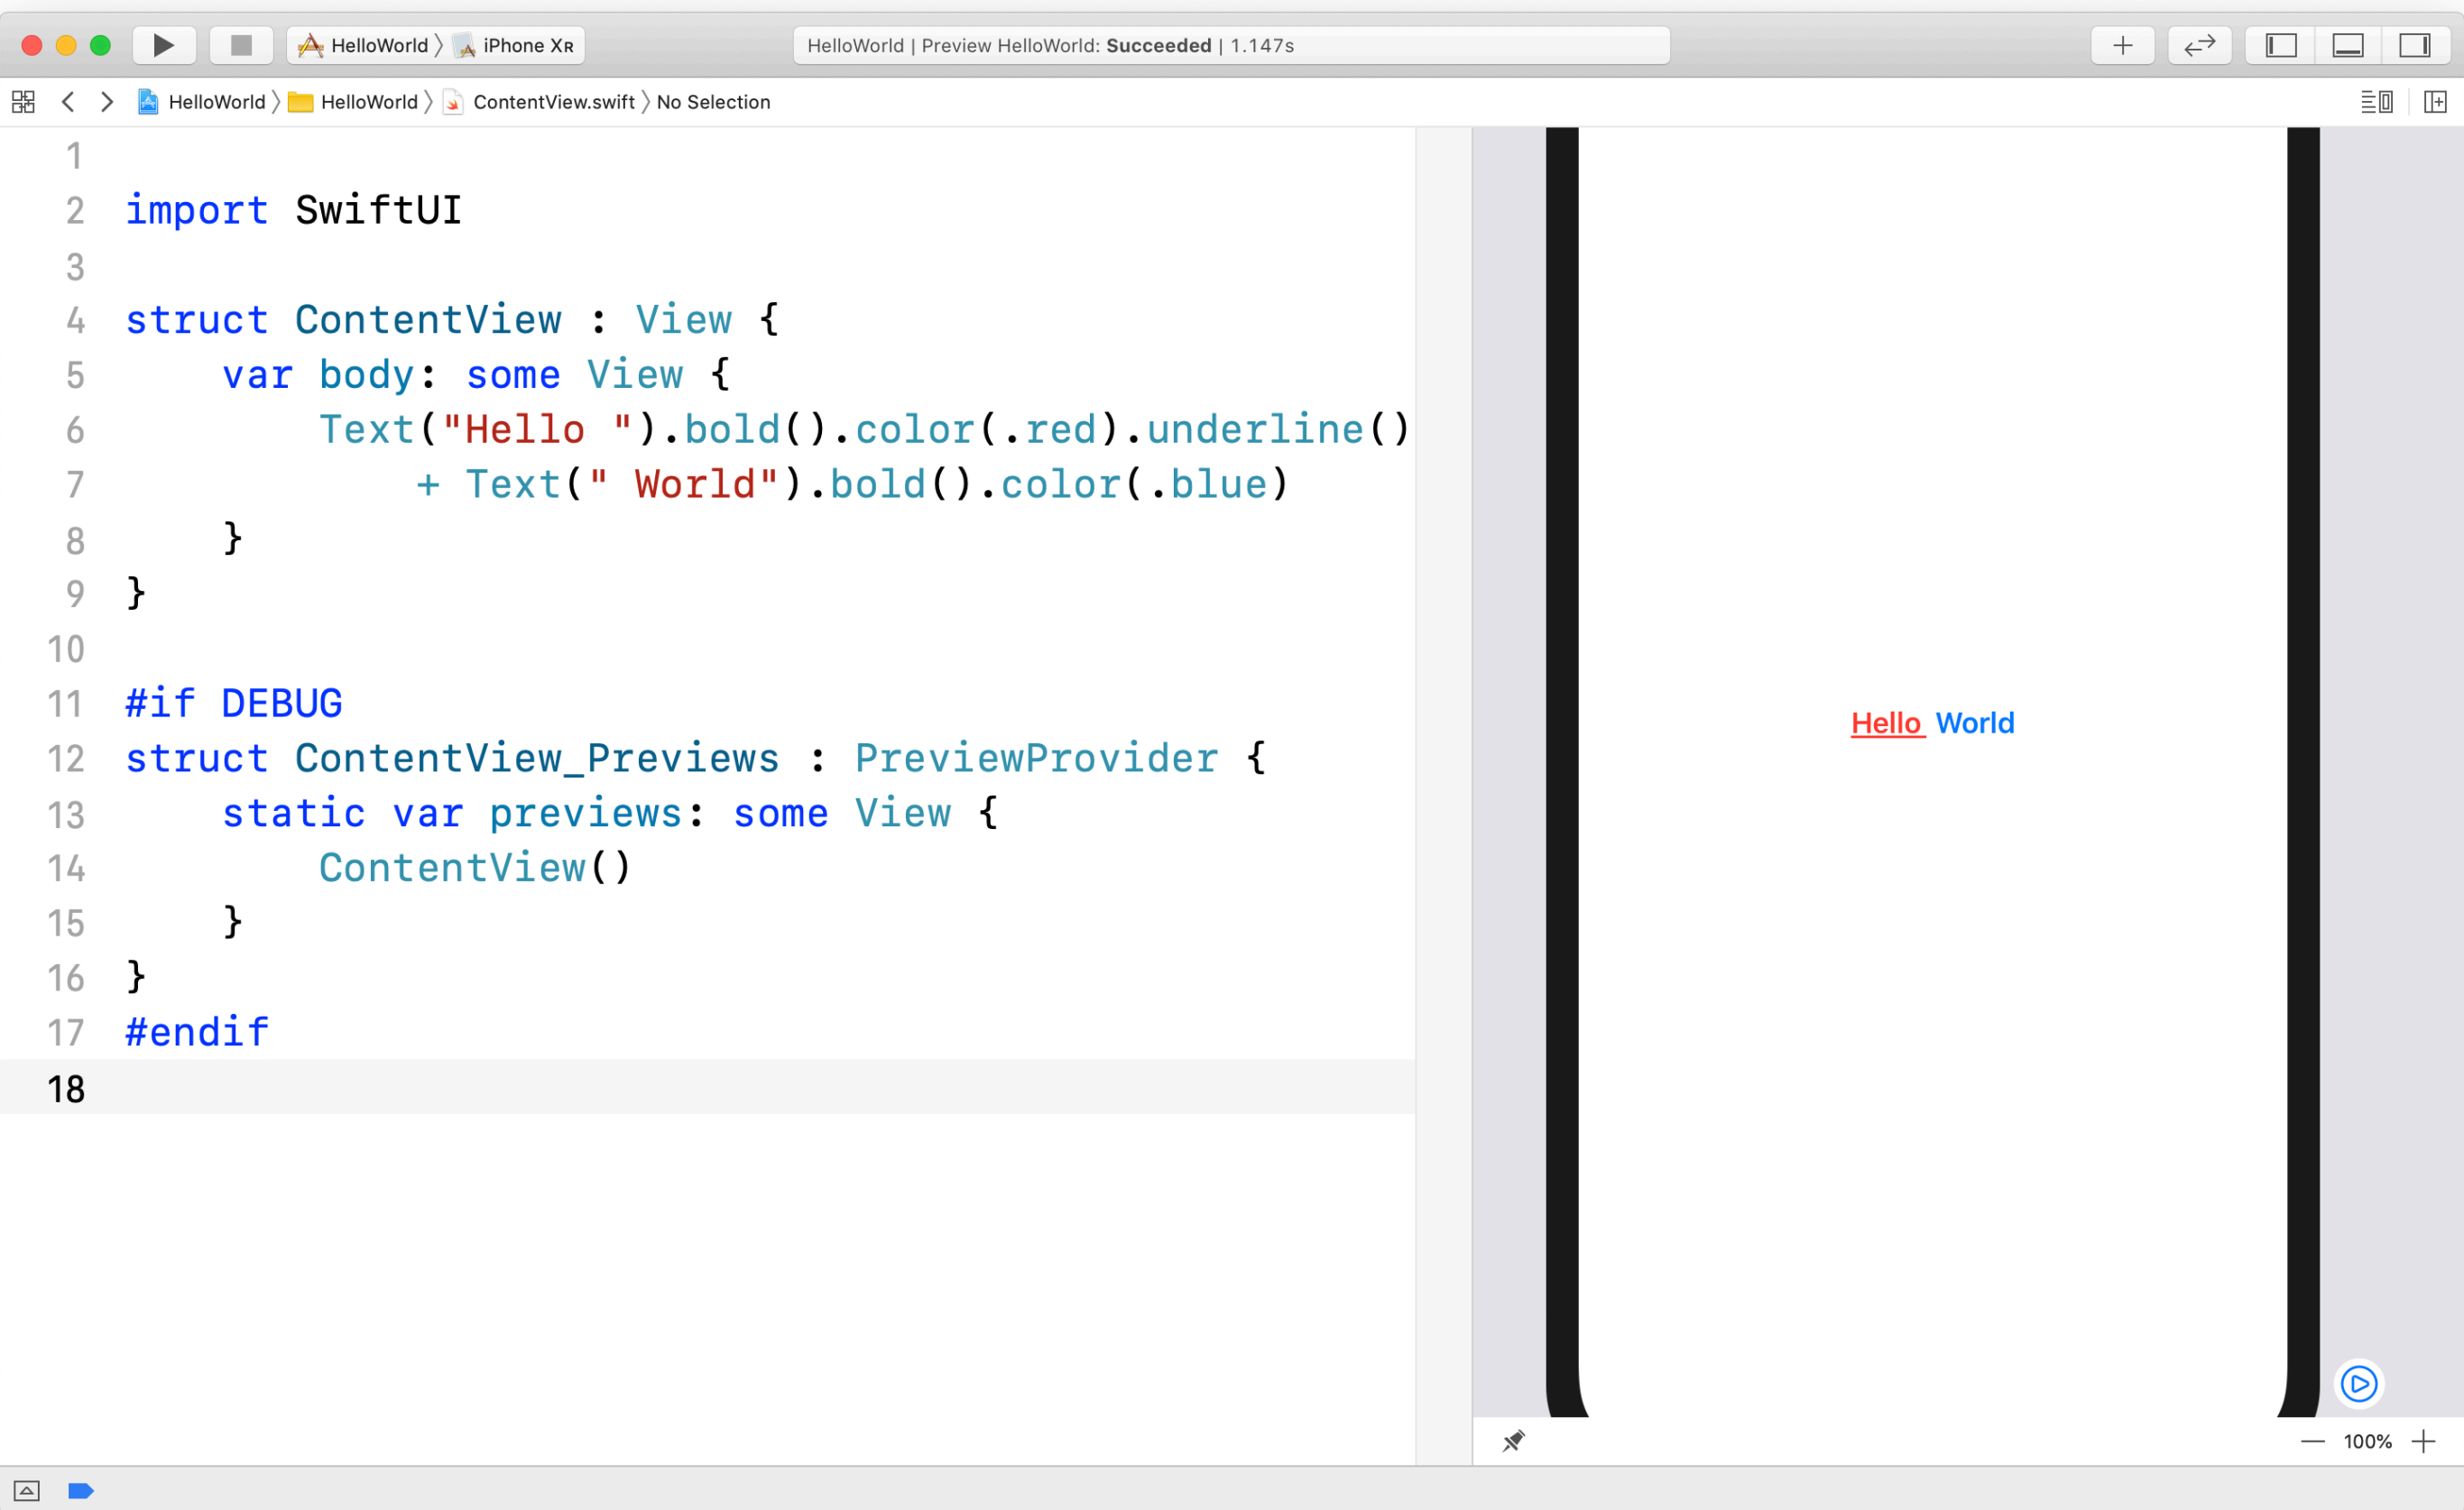 HelloWorld iPhone XR HelloWorld | Preview HelloWorld: Succeeded | 1.147s
HelloWorld HelloWorld ContentView.swift No Selection
1
2 import SwiftUI
3
4 struct ContentView : View {
5 var body: some View {
6 Text("Hello ").bold().color(.red).underline()
7 + Text(" World").bold().color(.blue)
8 }
9 }
10
11 #if DEBUG
12 struct ContentView_Previews : PreviewProvider {
13 static var previews: some View {
14 ContentView()
15 }
16 }
17 #endif
18
Hello World
100%